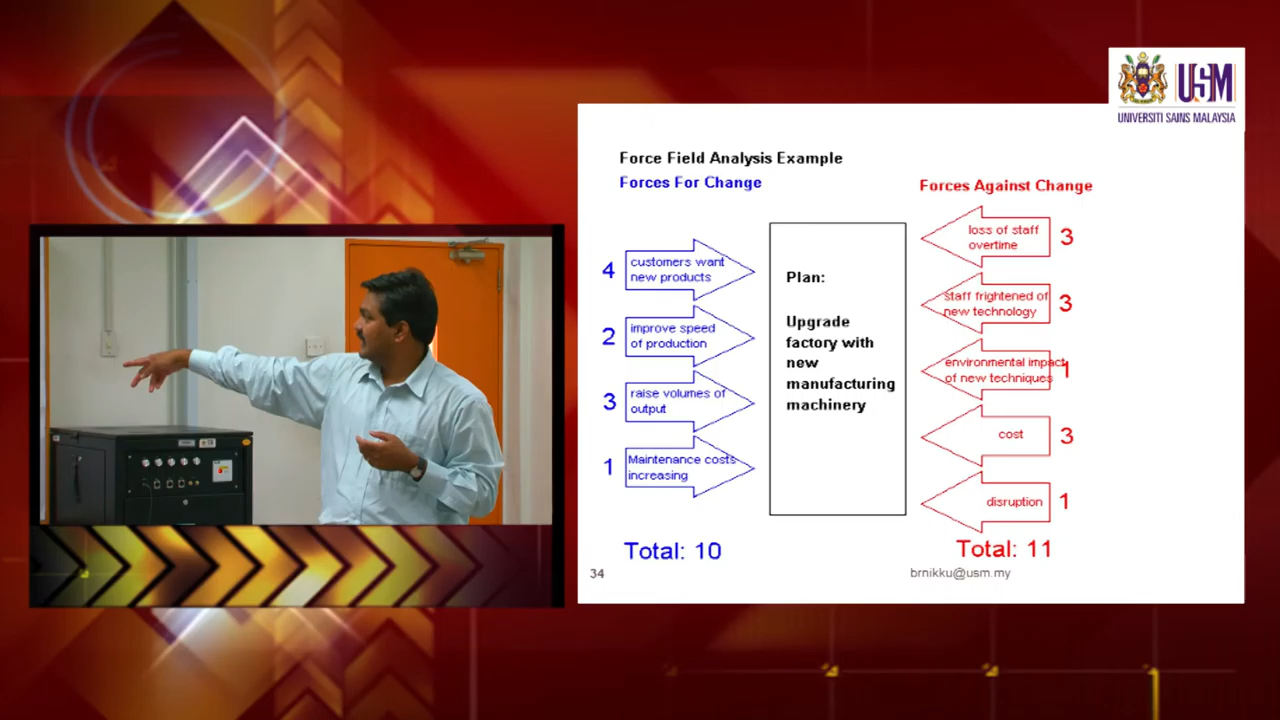 USM
UNIVERSITI SAINS MALAYSIA
Force Field Analysis Example
Forces For Change
Forces Against Change
4
customers want
new products
2
improve speed
of production
3
raise volumes of
output
1
Maintenance costs
increasing
Total: 10
Plan:
Upgrade
factory with
new
manufacturing
machinery
loss of staff
overtime
3
staff frightened of
new technology
3
environmental impact
of new techniques
1
cost
3
disruption
1
Total: 11
34
brnikku@usm.my